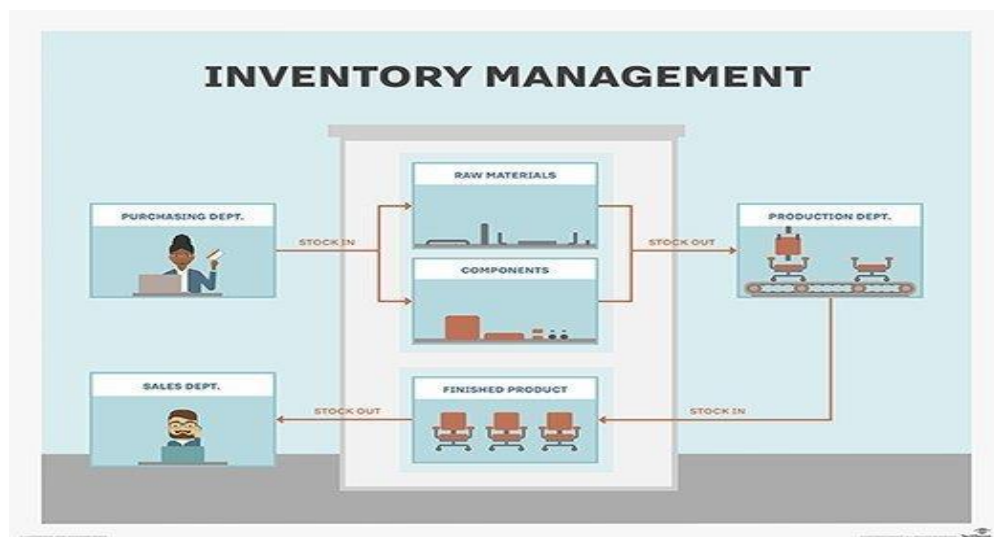 INVENTORY MANAGEMENT
RAW MATERIALS
PURCHASING DEPT.
PRODUCTION DEPT.
STOCK IN
STOCK OUT
COMPONENTS
SALES DEPT.
FINISHED PRODUCT
STOCK OUT
STOCK IN